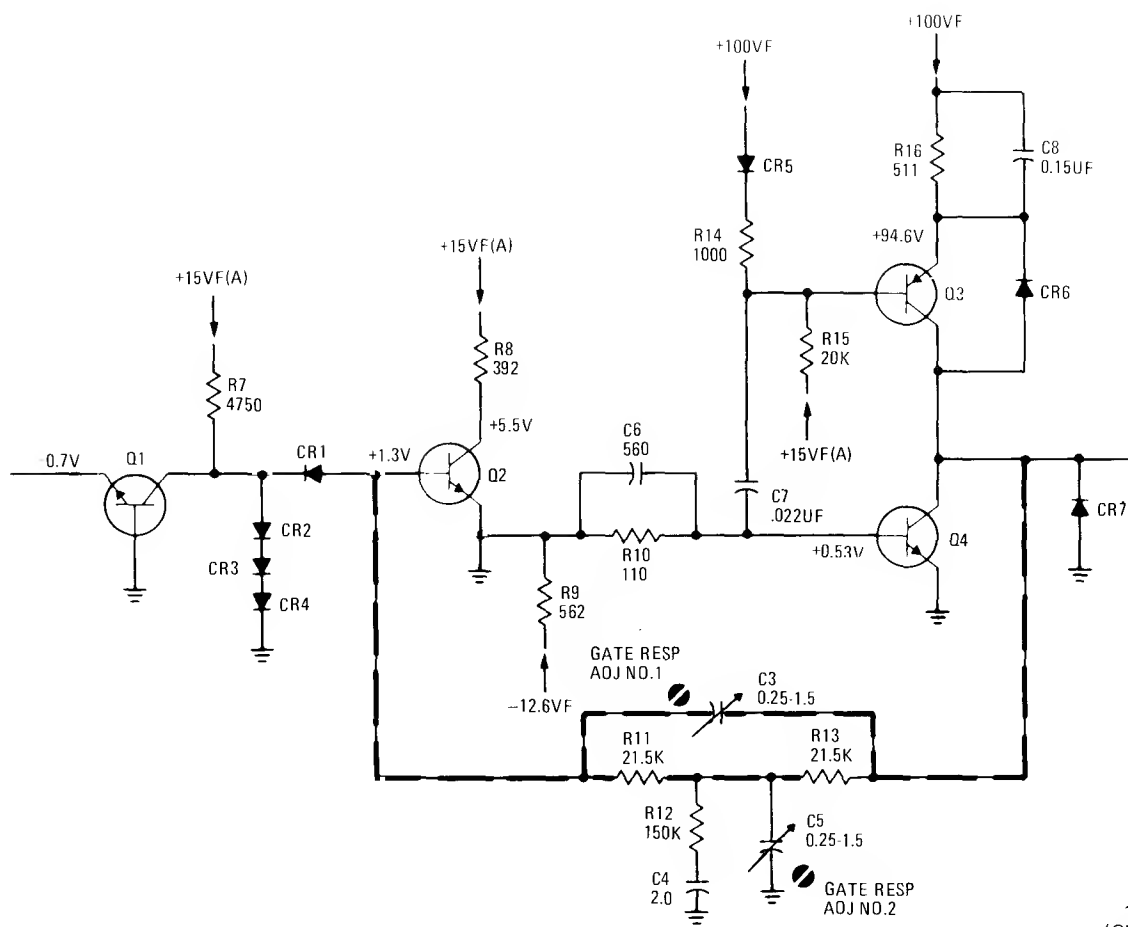 +100VF
+100VF
CR5
R16
511
C8
0.15UF
R14
1000
+94.6V
Q3
CR6
+15VF(A)
+15VF(A)
R7
4750
R8
392
R15
20K
+15VF(A)
-0.7V
Q1
CR1
+1.3V
+5.5V
Q2
C6
560
C7
.022UF
CR2
CR3
CR4
R10
110
+0.53V
Q4
CR7
R9
562
-12.6VF
GATE RESP
AOJ NO.1
C3
0.25-1.5
R11
21.5K
R13
21.5K
R12
150K
C5
0.25-1.5
C4
2.0
GATE RESP
AOJ NO.2